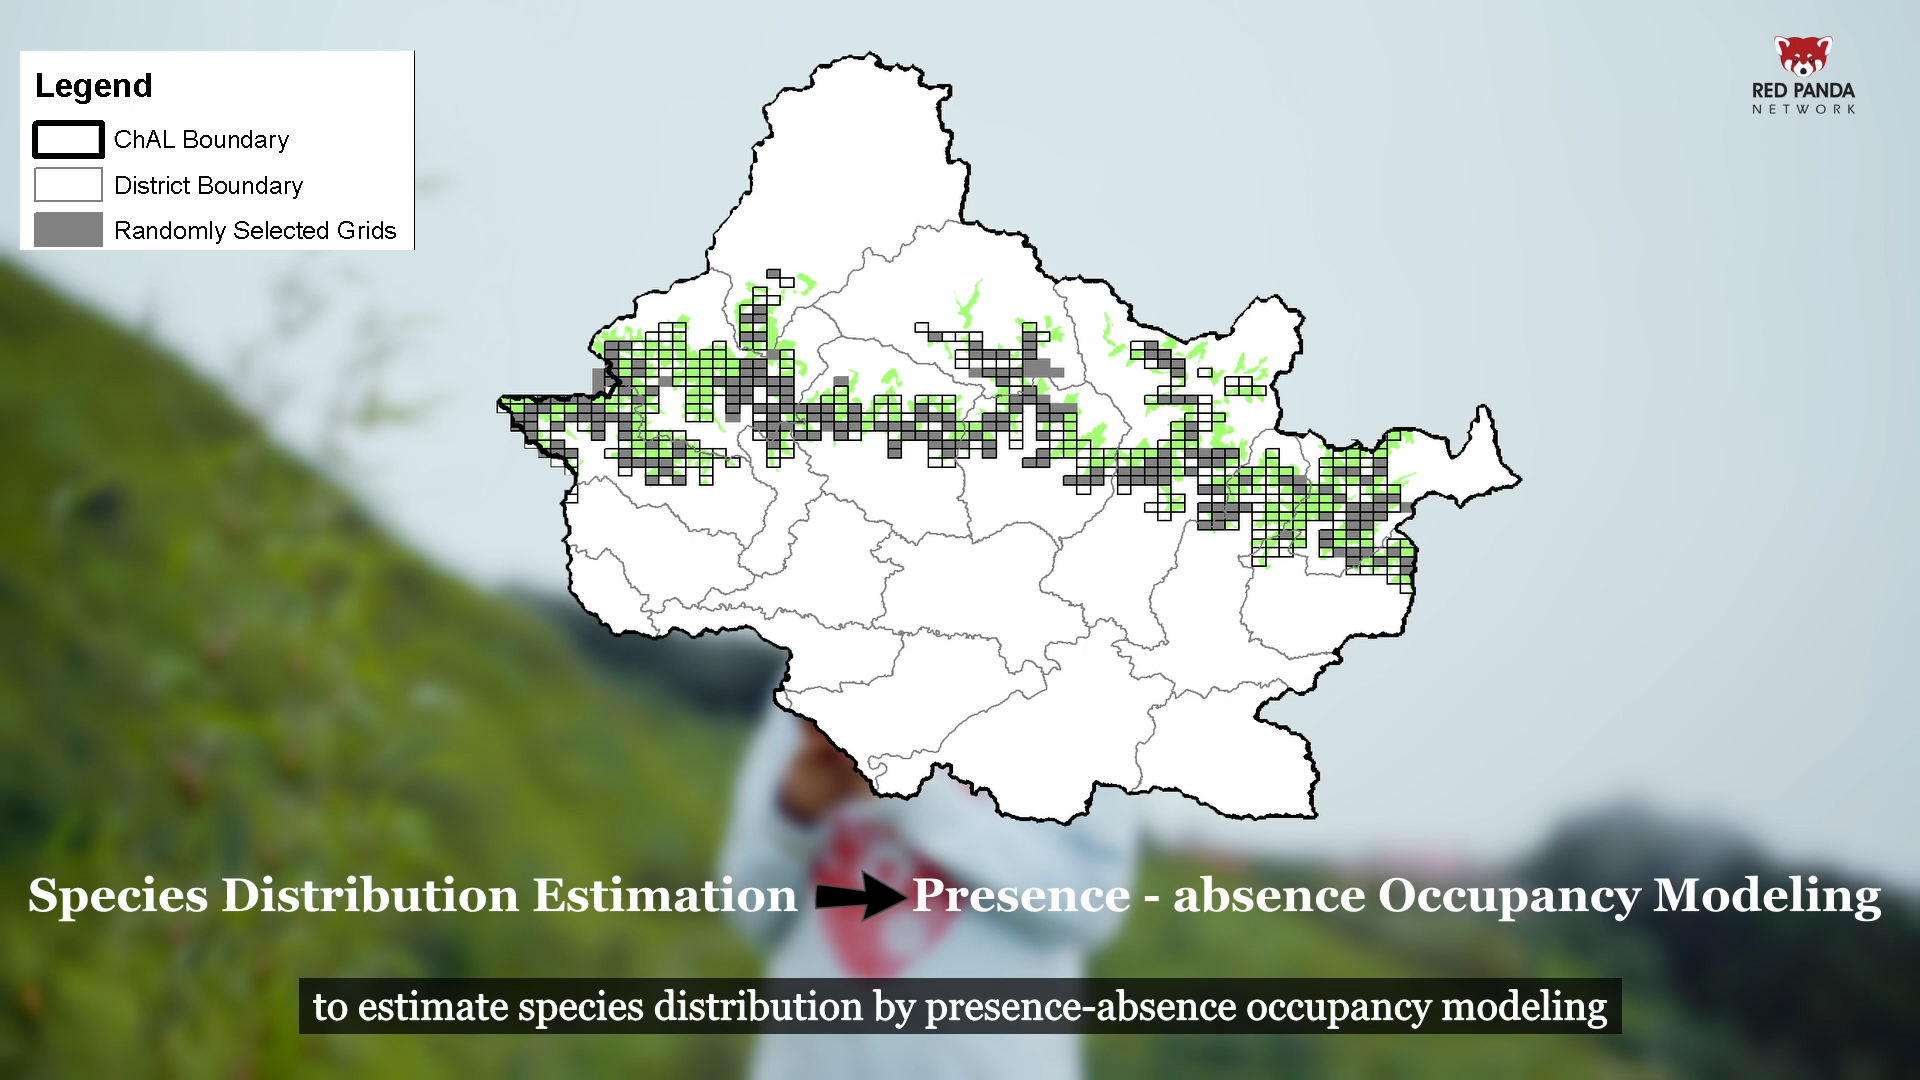 Legend
ChAL Boundary
District Boundary
Randomly Selected Grids
RED PANDA
NETWORK
Species Distribution Estimation Presence - absence Occupancy Modeling
to estimate species distribution by presence-absence occupancy modeling